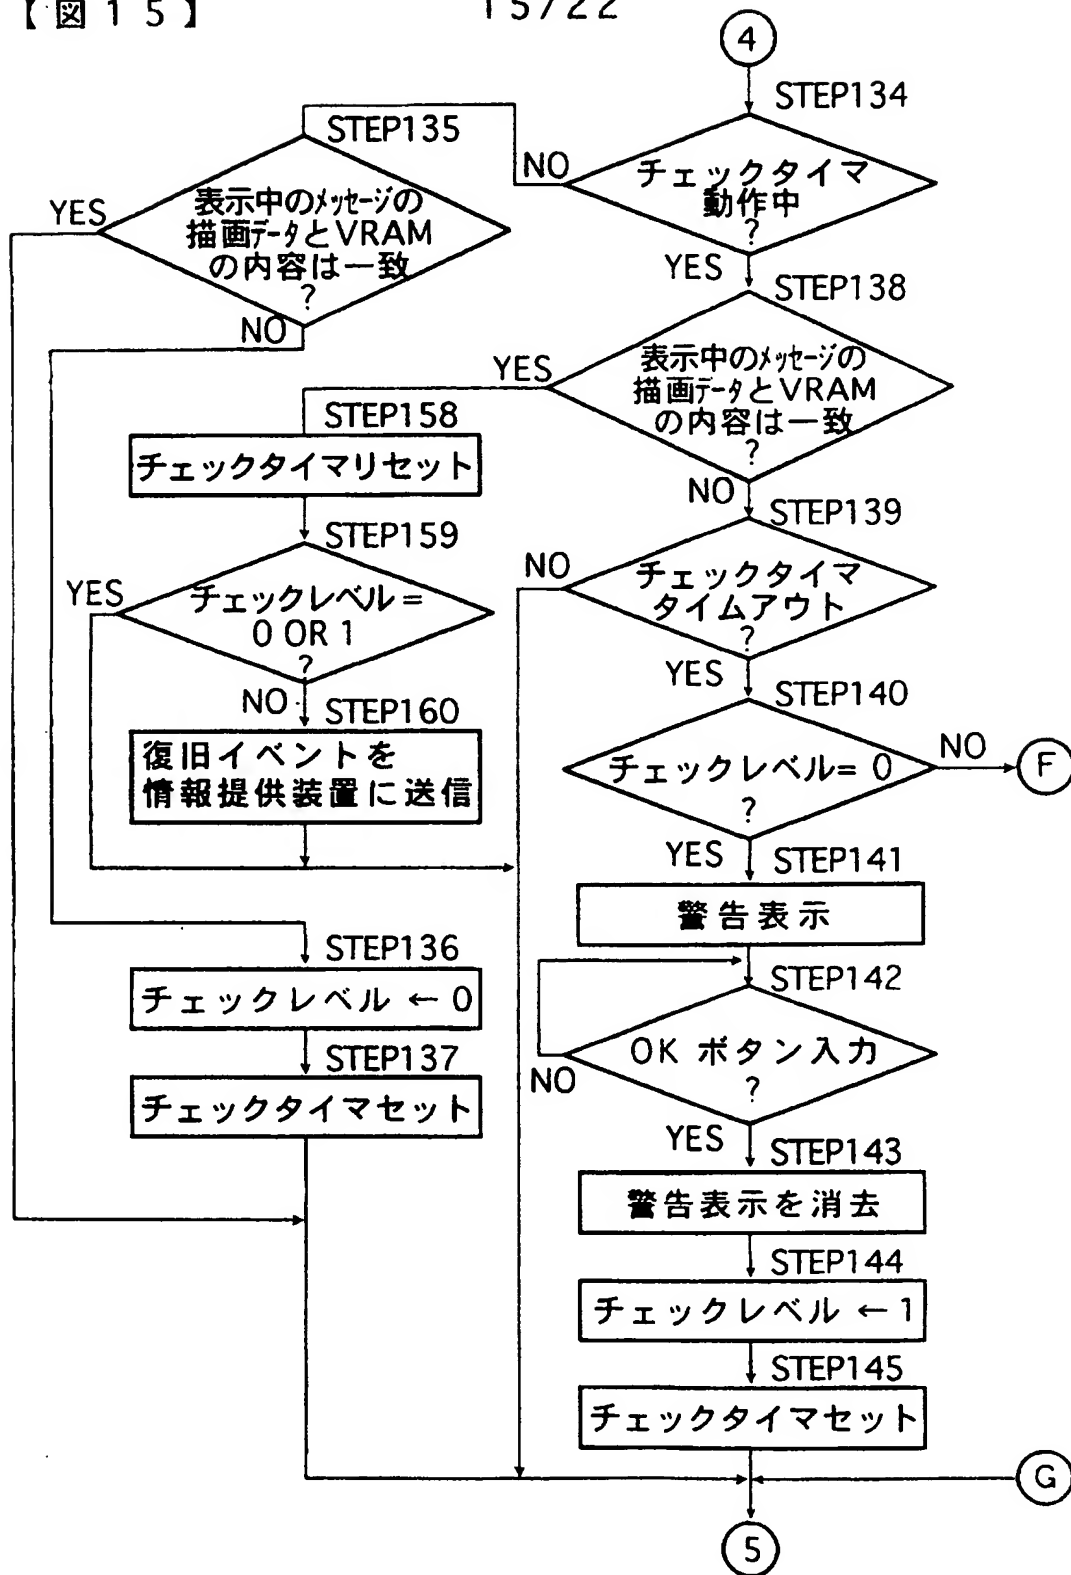 【図15】
15/22
4
STEP134
チェックタイマ
動作中
?
NO
YES
STEP135
表示中のメッセージの
描画データとVRAM
の内容は一致
?
YES
NO
STEP138
表示中のメッセージの
描画データとVRAM
の内容は一致
?
YES
NO
STEP158
チェックタイマリセット
STEP159
チェックレベル =
0 OR 1
?
YES
NO
STEP160
復旧イベントを
情報提供装置に送信
STEP139
チェックタイマ
タイムアウト
?
NO
YES
STEP140
チェックレベル= 0
?
NO
F
YES
STEP141
警告表示
STEP142
OK ボタン入力
?
NO
YES
STEP136
チェックレベル ← 0
STEP137
チェックタイマセット
STEP143
警告表示を消去
STEP144
チェックレベル ← 1
STEP145
チェックタイマセット
G
5